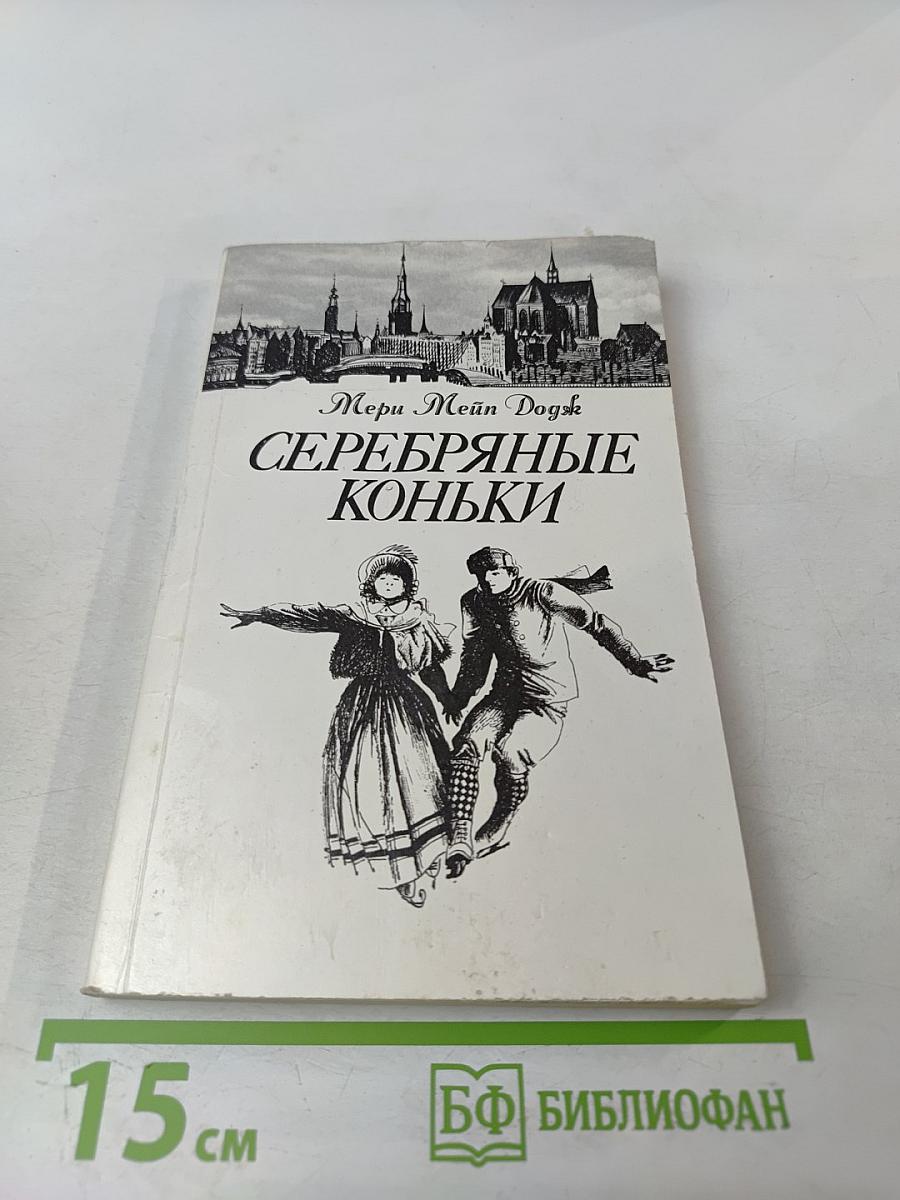 Мери Мейп Додж
СЕРЕБРЯНЫЕ
КОНЬКИ
15 см
БФ БИБЛИОФАН